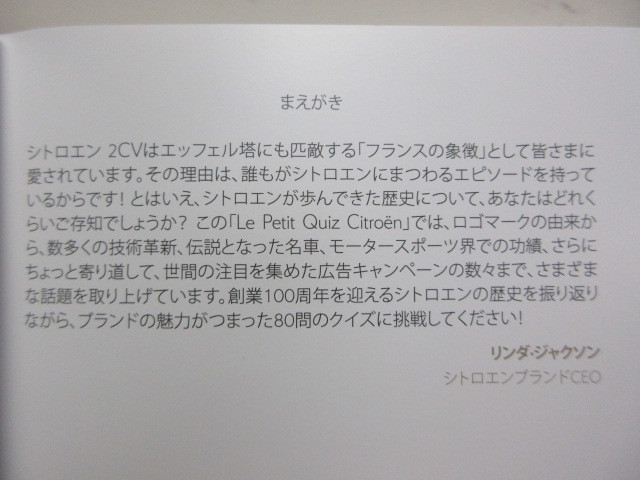 まえがき
シトロエン 2CVはエッフェル塔にも匹敵する「フランスの象徴」として皆さまに
愛されています。その理由は、誰もがシトロエンにまつわるエピソードを持って
いるからです！とはいえ、シトロエンが歩んできた歴史について、あなたはどれく
らいご存知でしょうか？ この「Le Petit Quiz Citroën」では、ロゴマークの由来か
ら、数多くの技術革新、伝説となった名車、モータースポーツ界での功績、さらに
ちょっと寄り道して、世間の注目を集めた広告キャンペーンの数々まで、さまざま
な話題を取り上げています。創業100周年を迎えるシトロエンの歴史を振り返り
ながら、ブランドの魅力がつまった80問のクイズに挑戦してください！
リンダ・ジャクソン
シトロエンブランドCEO